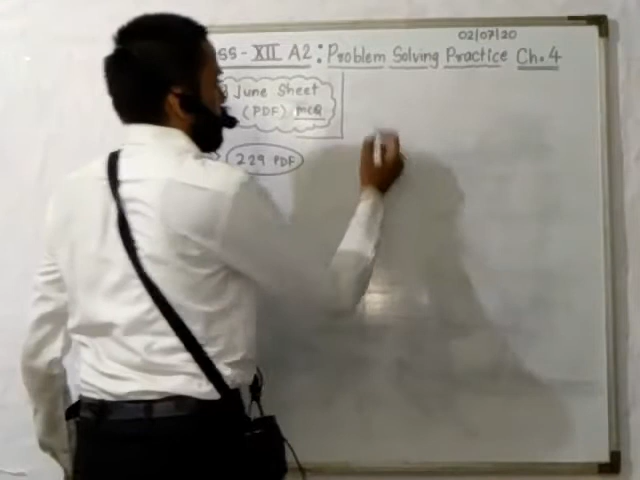 02/07/20
SS - XII A2 : Problem Solving Practice Ch. 4
June Sheet
(PDF) MCQ
229 PDF